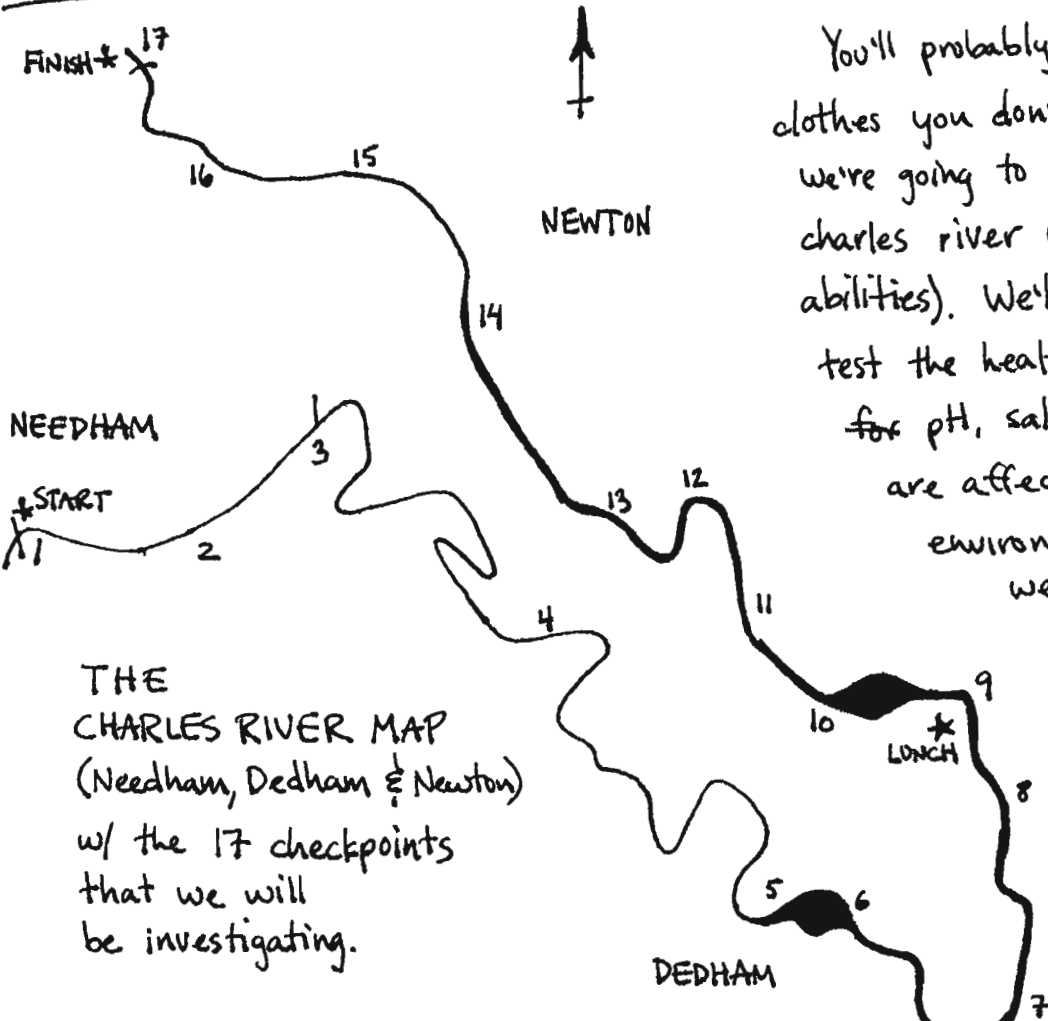 17
FINISH*
16
15
NEWTON
14
NEEDHAM
*START
1
2
3
4
13
12
11
10
9
*
LUNCH
8
5
6
7
DEDHAM
THE
CHARLES RIVER MAP
(Needham, Dedham & Newton)
w/ the 17 checkpoints
that we will
be investigating.
You'll probably
clothes you don'
we're going to
charles river
abilities). We'l
test the heal
for pH, sal
are affec
environ
we